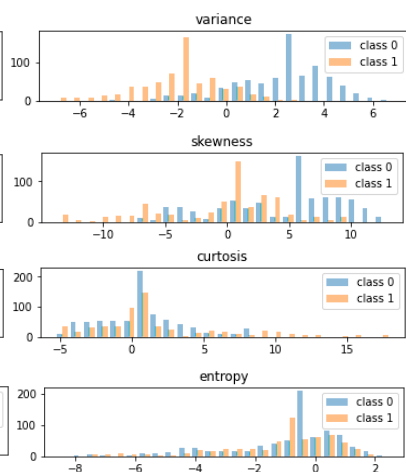 variance
class 0
class 1
100
0
−6 −4 −2 0 2 4 6
skewness
class 0
class 1
100
0
−10 −5 0 5 10
curtosis
class 0
class 1
200
100
0
−5 0 5 10 15
entropy
class 0
class 1
200
100
0
−8 −6 −4 −2 0 2